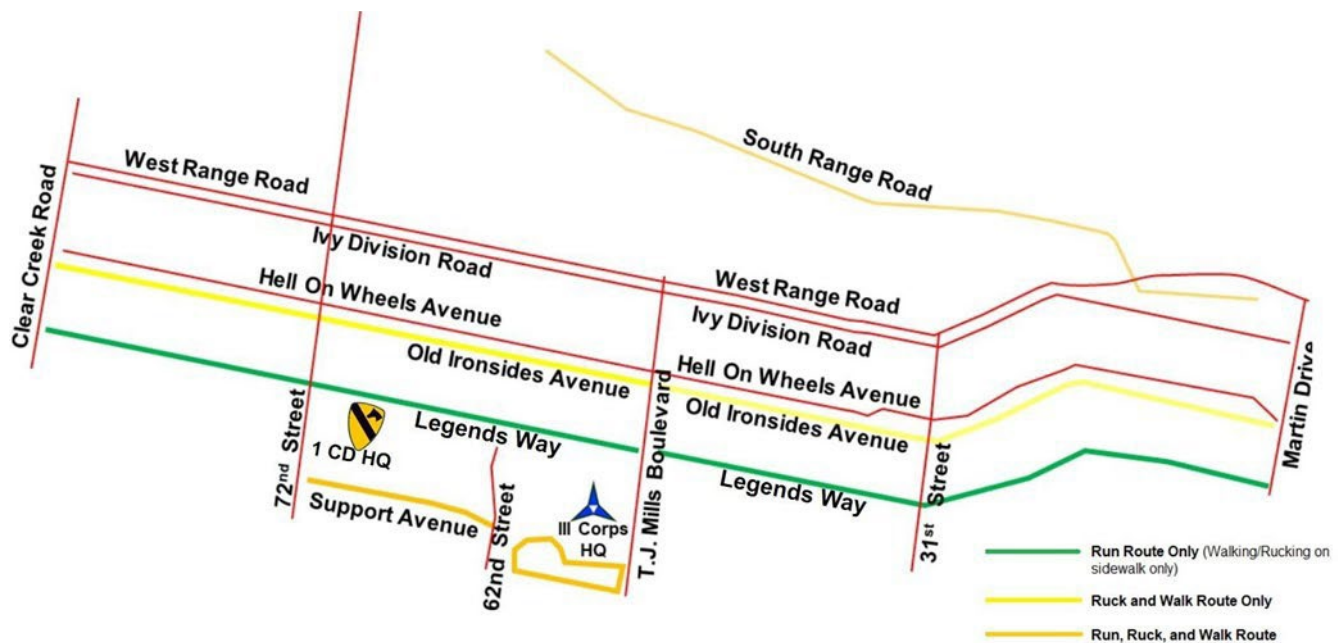 South Range Road
West Range Road
Clear Creek Road
Ivy Division Road
West Range Road
Hell On Wheels Avenue
Ivy Division Road
Old Ironsides Avenue
Hell On Wheels Avenue
Martin Drive
Old Ironsides Avenue
Legends Way
1 CD HQ
72nd Street
T.J. Mills Boulevard
Legends Way
Support Avenue
III Corps
HQ
31st Street
62nd Street
Run Route Only (Walking/Rucking on
sidewalk only)
Ruck and Walk Route Only
Run, Ruck, and Walk Route